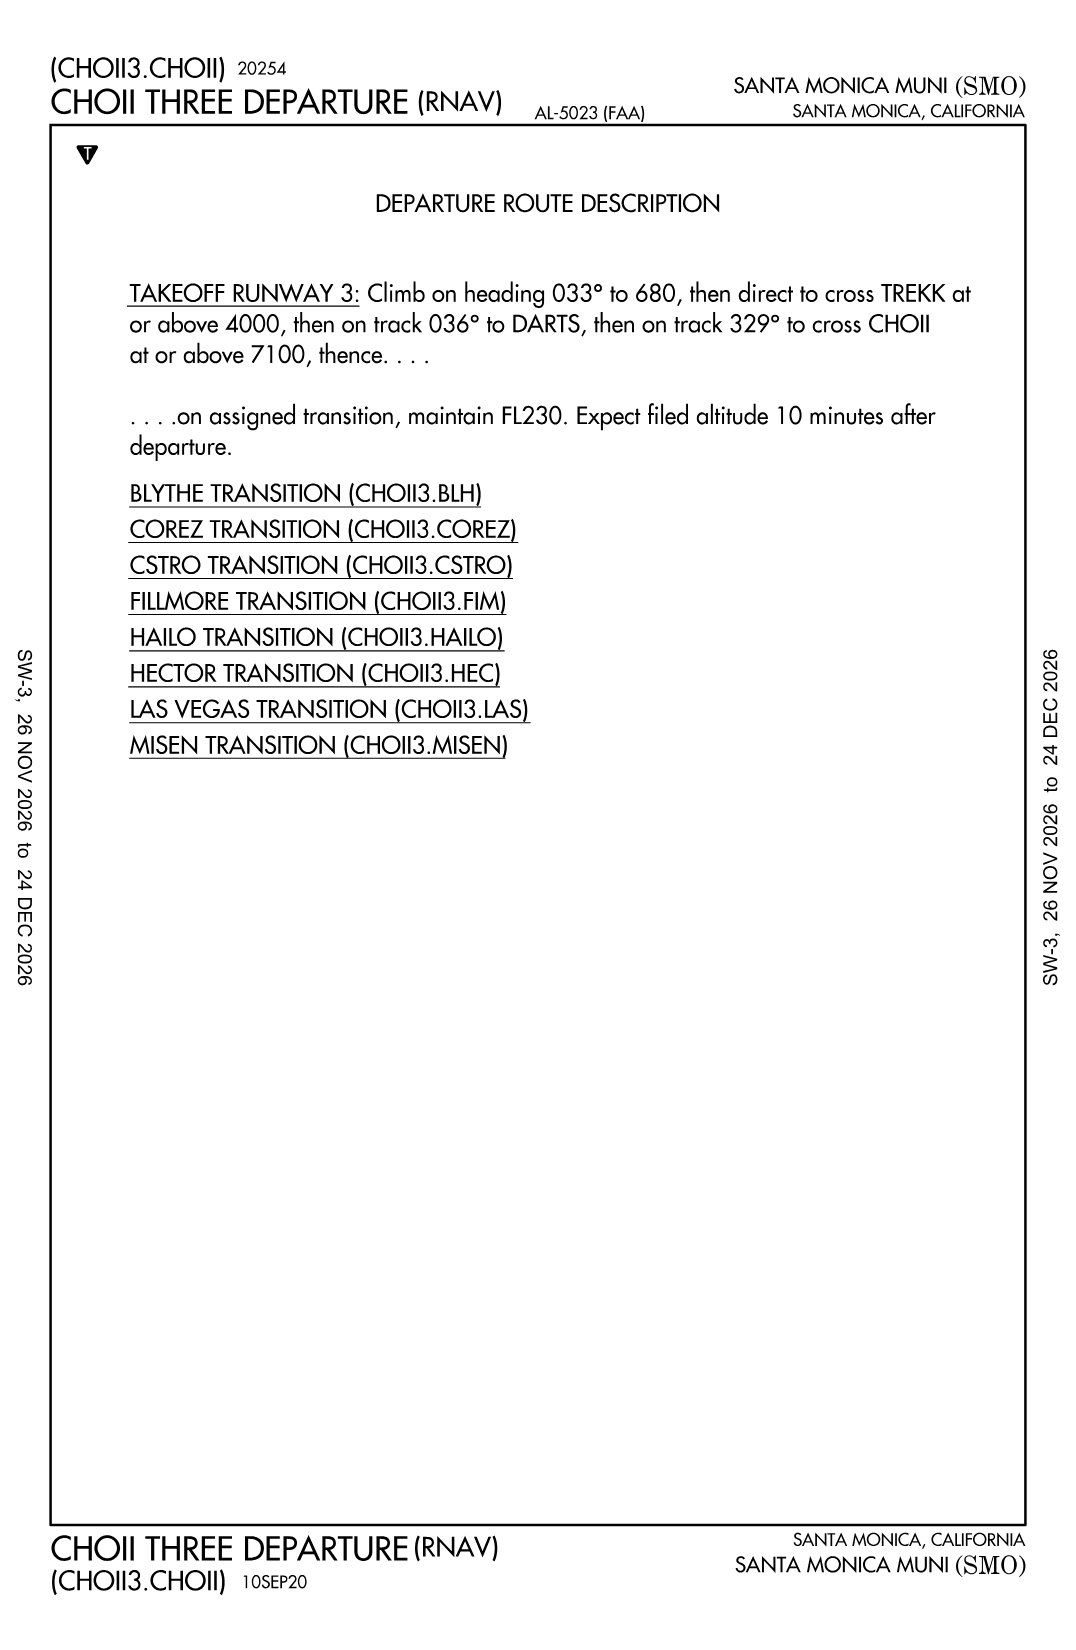 (CHOII3.CHOII) 20254
CHOII THREE DEPARTURE (RNAV)
AL-5023 (FAA)
SANTA MONICA MUNI (SMO)
SANTA MONICA, CALIFORNIA
T
DEPARTURE ROUTE DESCRIPTION
TAKEOFF RUNWAY 3: Climb on heading 033° to 680, then direct to cross TREKK at
or above 4000, then on track 036° to DARTS, then on track 329° to cross CHOII
at or above 7100, thence. . . .
. . . .on assigned transition, maintain FL230. Expect filed altitude 10 minutes after
departure.
BLYTHE TRANSITION (CHOII3.BLH)
COREZ TRANSITION (CHOII3.COREZ)
CSTRO TRANSITION (CHOII3.CSTRO)
FILLMORE TRANSITION (CHOII3.FIM)
HAILO TRANSITION (CHOII3.HAILO)
HECTOR TRANSITION (CHOII3.HEC)
LAS VEGAS TRANSITION (CHOII3.LAS)
MISEN TRANSITION (CHOII3.MISEN)
SW-3, 26 NOV 2026 to 24 DEC 2026
SW-3, 26 NOV 2026 to 24 DEC 2026
CHOII THREE DEPARTURE (RNAV)
(CHOII3.CHOII) 10SEP20
SANTA MONICA, CALIFORNIA
SANTA MONICA MUNI (SMO)